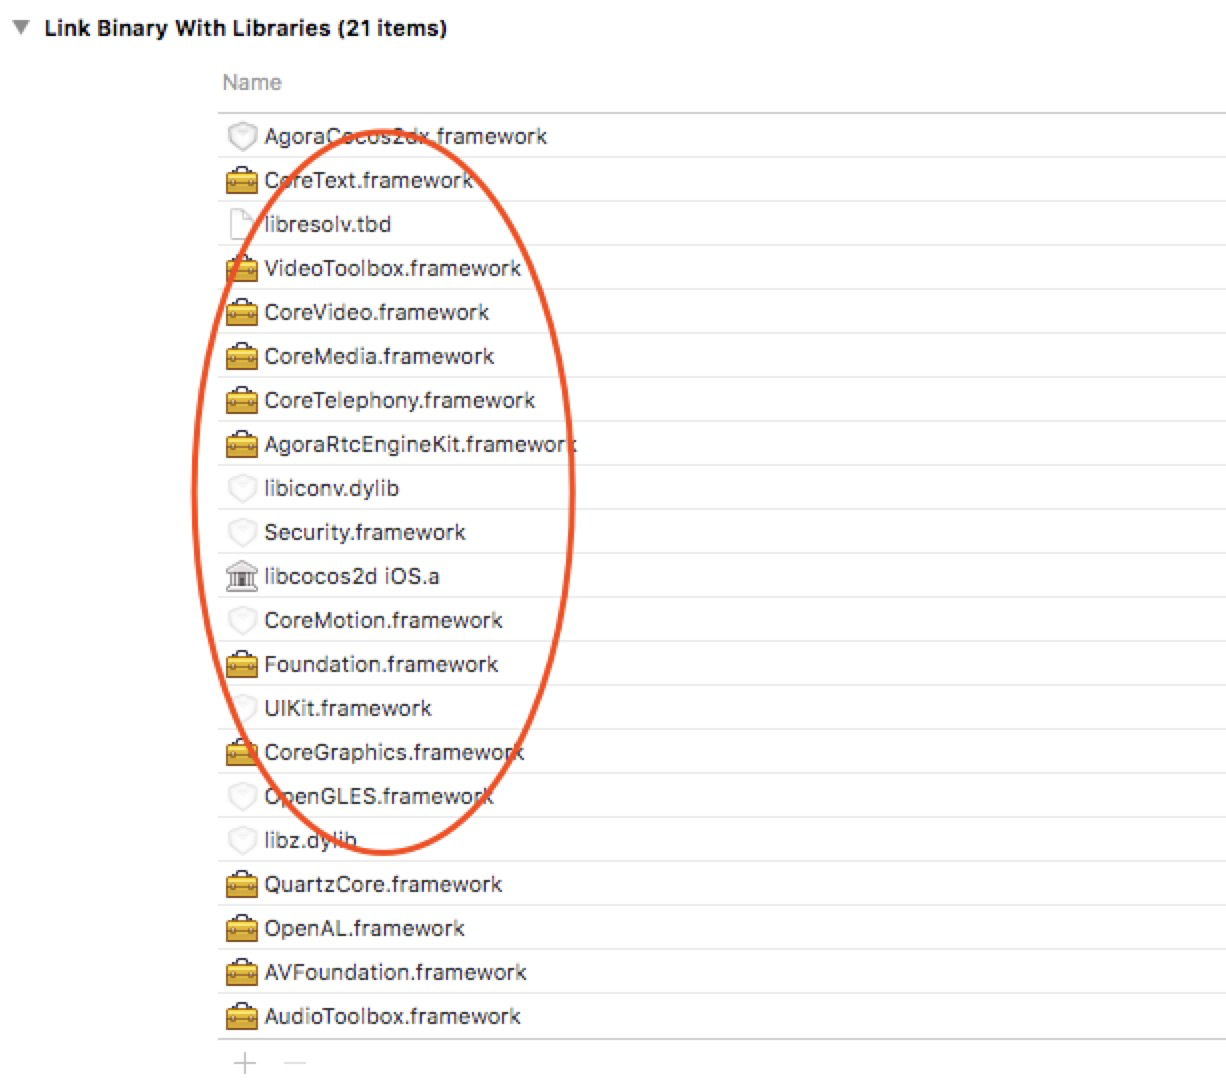 Link Binary With Libraries (21 items)
Name
AgoraCocos2dx.framework
CoreText.framework
libresolv.tbd
VideoToolbox.framework
CoreVideo.framework
CoreMedia.framework
CoreTelephony.framework
AgoraRtcEngineKit.framework
libiconv.dylib
Security.framework
libcocos2d iOS.a
CoreMotion.framework
Foundation.framework
UIKit.framework
CoreGraphics.framework
OpenGLES.framework
libz.dylib
QuartzCore.framework
OpenAL.framework
AVFoundation.framework
AudioToolbox.framework